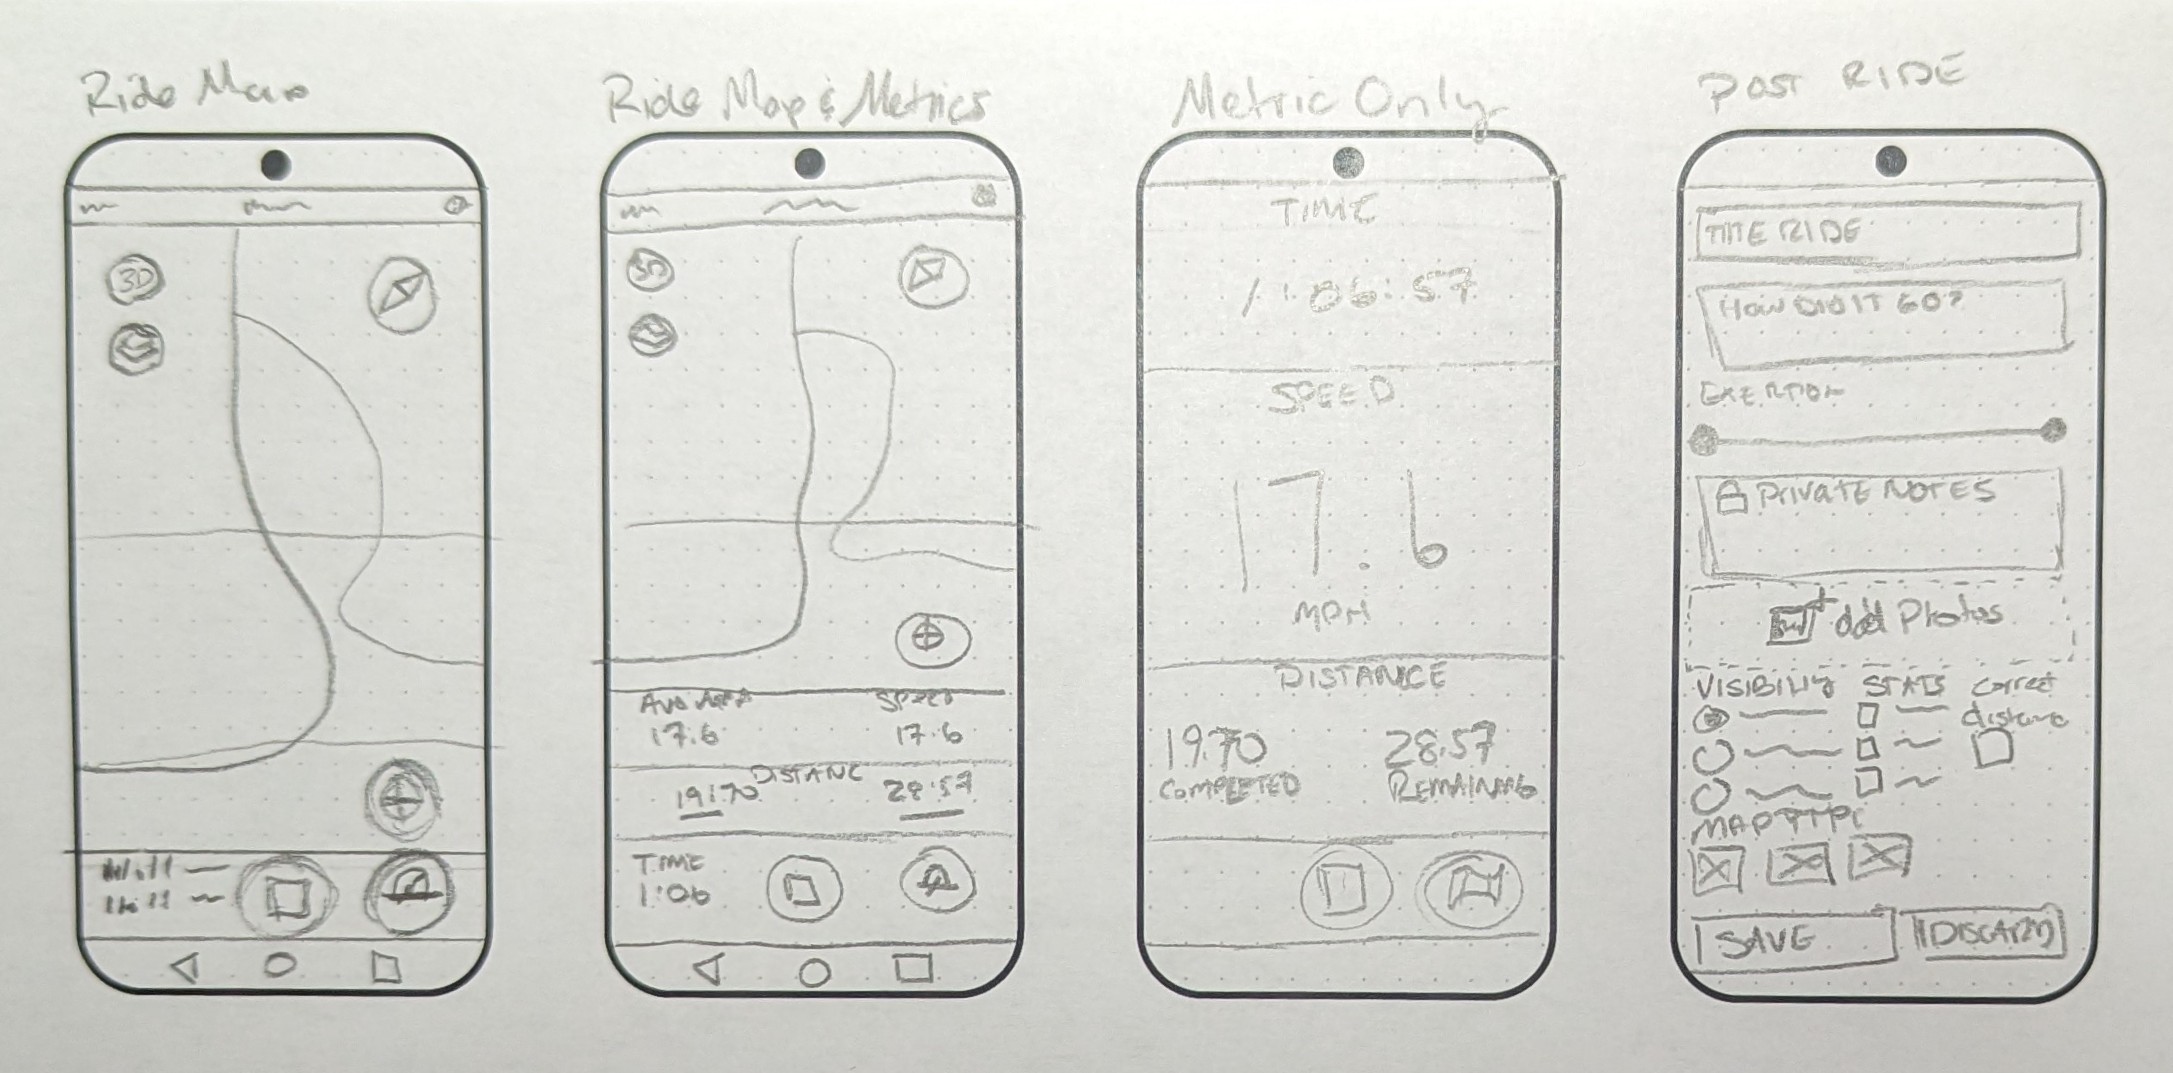 Ride Map
3D
Ride Map & Metrics
3D
SPEED
17.6
17.6
DISTANC
19.70
28.57
TIME
1:06
Metric Only
TIME
1:06:57
SPEED
17.6
MPH
DISTANCE
19.70
28.57
COMPLETED
REMAINING
POST RIDE
TITLE RIDE
HOW DID IT GO?
EXERTION
PRIVATE NOTES
add Photos
VISIBILITY
STATS
correct
distance
MAP TYPE
SAVE
DISCARD